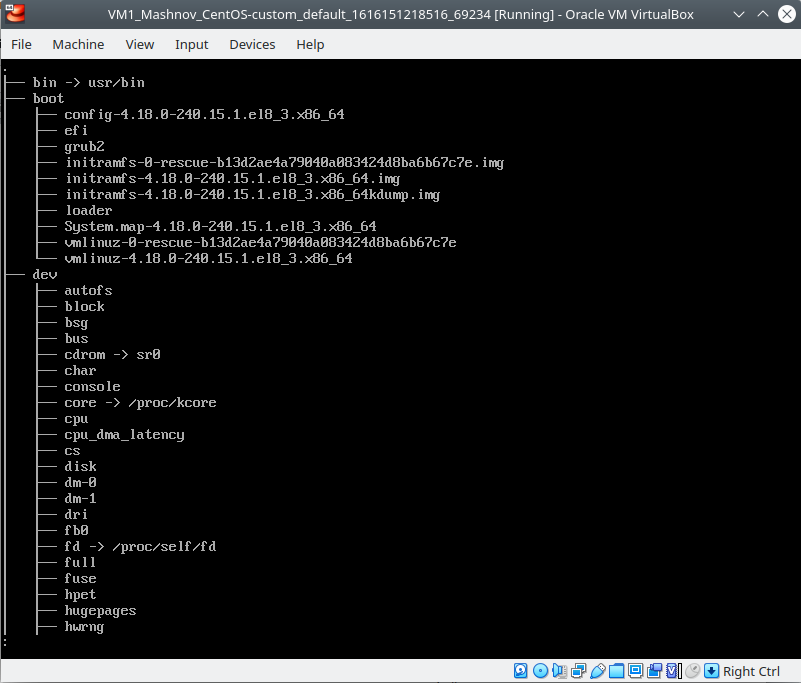 VM1_Mashnov_CentOS-custom_default_1616151218516_69234 [Running] - Oracle VM VirtualBox
File Machine View Input Devices Help
.
├── bin -> usr/bin
├── boot
│   ├── config-4.18.0-240.15.1.el8_3.x86_64
│   ├── efi
│   ├── grub2
│   ├── initramfs-0-rescue-b13d2ae4a79040a083424d8ba6b67c7e.img
│   ├── initramfs-4.18.0-240.15.1.el8_3.x86_64.img
│   ├── initramfs-4.18.0-240.15.1.el8_3.x86_64kdump.img
│   ├── loader
│   ├── System.map-4.18.0-240.15.1.el8_3.x86_64
│   ├── vmlinuz-0-rescue-b13d2ae4a79040a083424d8ba6b67c7e
│   └── vmlinuz-4.18.0-240.15.1.el8_3.x86_64
├── dev
│   ├── autofs
│   ├── block
│   ├── bsg
│   ├── bus
│   ├── cdrom -> sr0
│   ├── char
│   ├── console
│   ├── core -> /proc/kcore
│   ├── cpu
│   ├── cpu_dma_latency
│   ├── cs
│   ├── disk
│   ├── dm-0
│   ├── dm-1
│   ├── dri
│   ├── fb0
│   ├── fd -> /proc/self/fd
│   ├── full
│   ├── fuse
│   ├── hpet
│   ├── hugepages
│   ├── hwrng
:
Right Ctrl